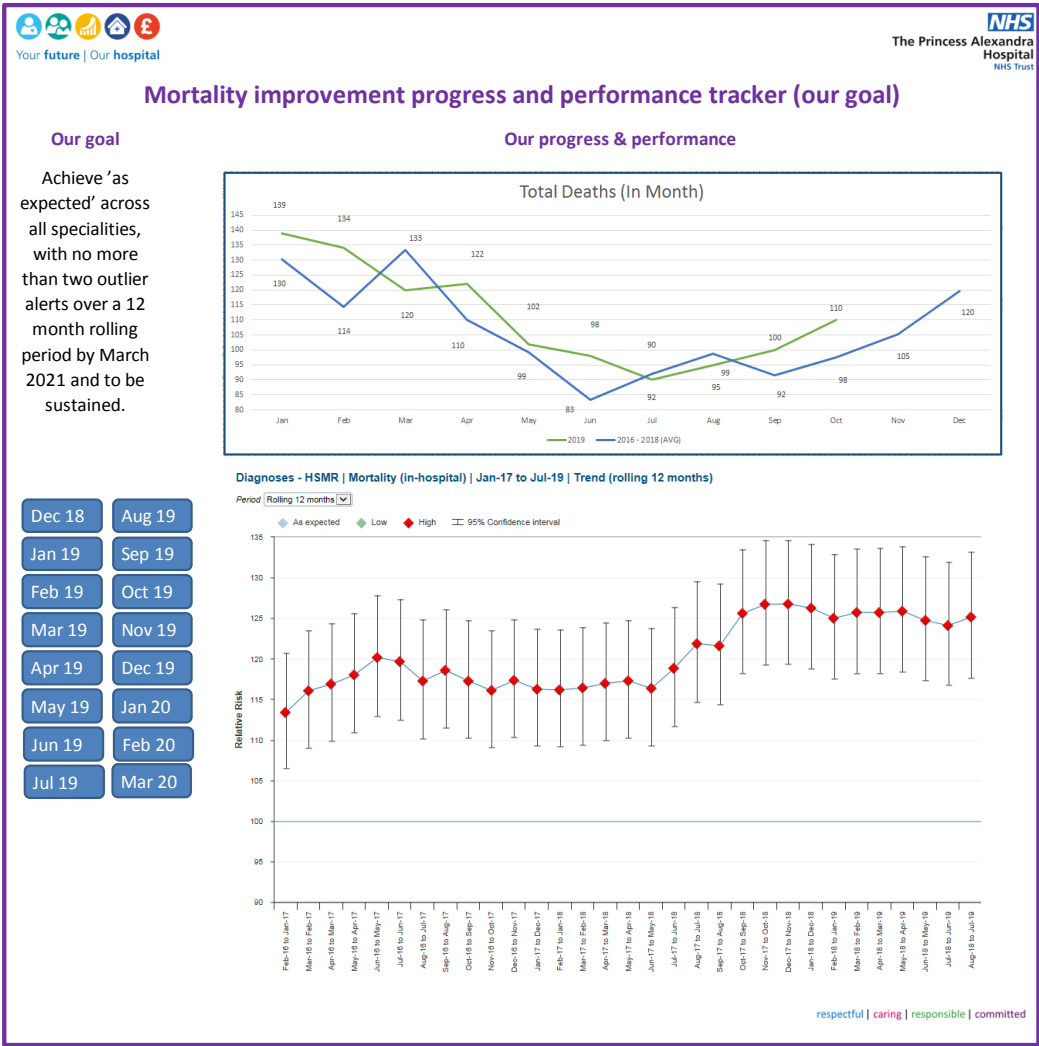 Your future | Our hospital
NHS
The Princess Alexandra
Hospital
NHS Trust
Mortality improvement progress and performance tracker (our goal)
Our goal
Achieve ’as
expected’ across
all specialities,
with no more
than two outlier
alerts over a 12
month rolling
period by March
2021 and to be
sustained.
Dec 18 Aug 19
Jan 19 Sep 19
Feb 19 Oct 19
Mar 19 Nov 19
Apr 19 Dec 19
May 19 Jan 20
Jun 19 Feb 20
Jul 19 Mar 20
Our progress & performance
Total Deaths (In Month)
145
140
135
130
125
120
115
110
105
100
95
90
85
80
139
134
133
122
130
120
114
110
102
99
98
83
90
92
99
95
100
92
110
98
105
120
Jan Feb Mar Apr May Jun Jul Aug Sep Oct Nov Dec
2019 2016 - 2018 (AVG)
Diagnoses - HSMR | Mortality (in-hospital) | Jan-17 to Jul-19 | Trend (rolling 12 months)
Period Rolling 12 months
As expected Low High 95% Confidence interval
Relative Risk
135
130
125
120
115
110
105
100
95
90
Feb-16 to Jan-17
Mar-16 to Feb-17
Apr-16 to Mar-17
May-16 to Apr-17
Jun-16 to May-17
Jul-16 to Jun-17
Aug-16 to Jul-17
Sep-16 to Aug-17
Oct-16 to Sep-17
Nov-16 to Oct-17
Dec-16 to Nov-17
Jan-17 to Dec-17
Feb-17 to Jan-18
Mar-17 to Feb-18
Apr-17 to Mar-18
May-17 to Apr-18
Jun-17 to May-18
Jul-17 to Jun-18
Aug-17 to Jul-18
Sep-17 to Aug-18
Oct-17 to Sep-18
Nov-17 to Oct-18
Dec-17 to Nov-18
Jan-18 to Dec-18
Feb-18 to Jan-19
Mar-18 to Feb-19
Apr-18 to Mar-19
May-18 to Apr-19
Jun-18 to May-19
Jul-18 to Jun-19
Aug-18 to Jul-19
respectful | caring | responsible | committed